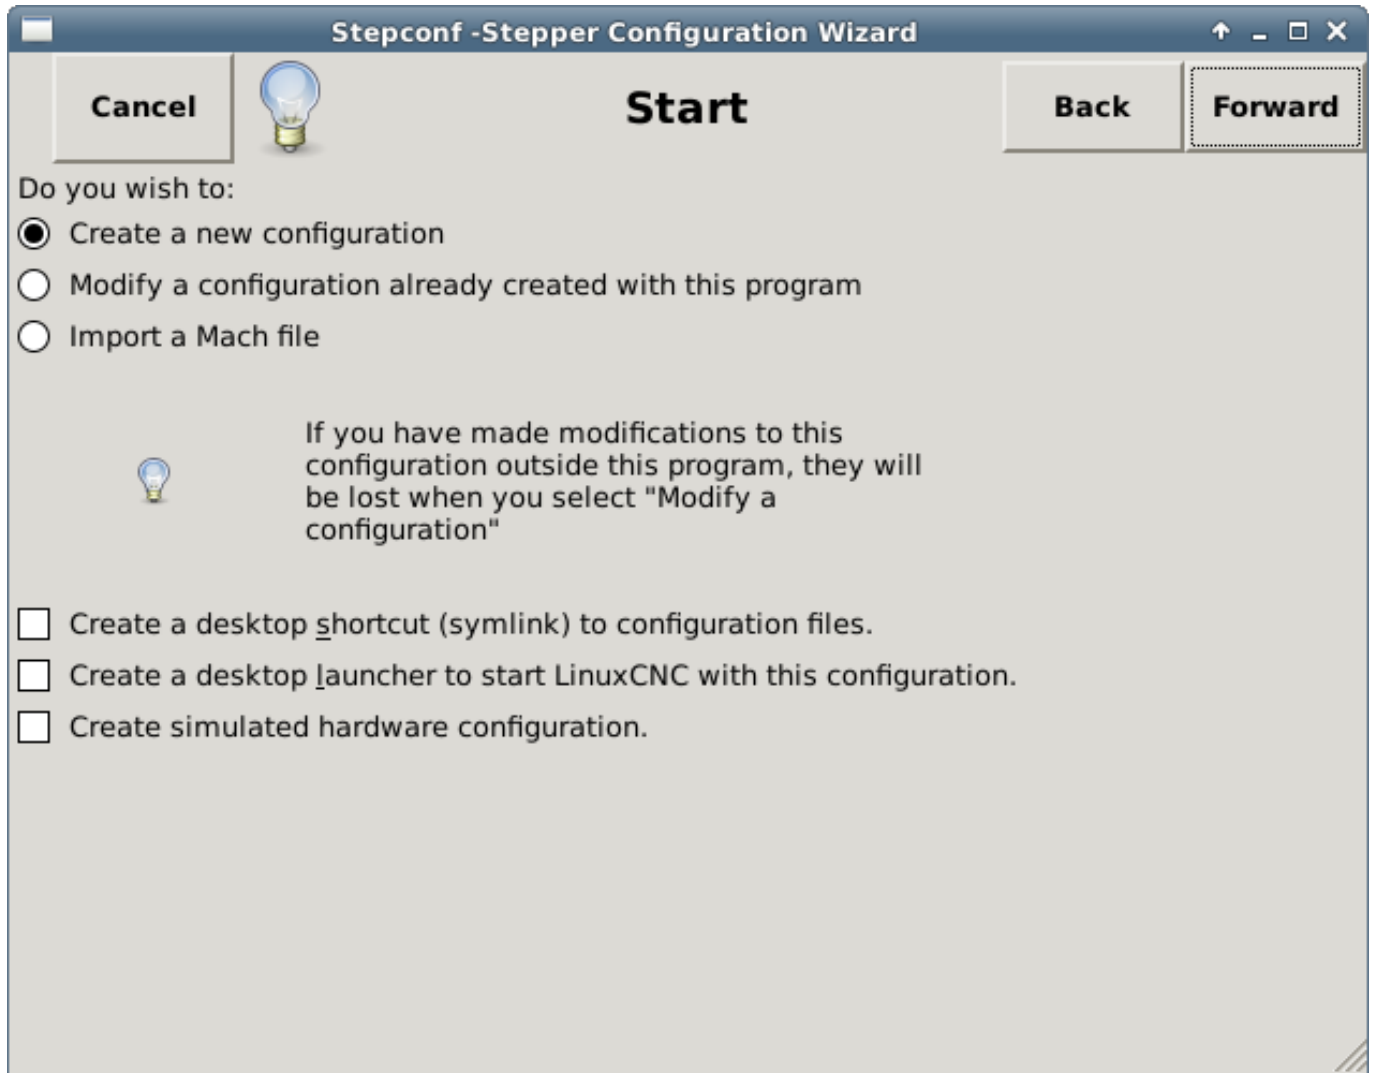 Stepconf -Stepper Configuration Wizard
Cancel
Start
Back
Forward
Do you wish to:
Create a new configuration
Modify a configuration already created with this program
Import a Mach file
If you have made modifications to this
configuration outside this program, they will
be lost when you select "Modify a
configuration"
Create a desktop shortcut (symlink) to configuration files.
Create a desktop launcher to start LinuxCNC with this configuration.
Create simulated hardware configuration.